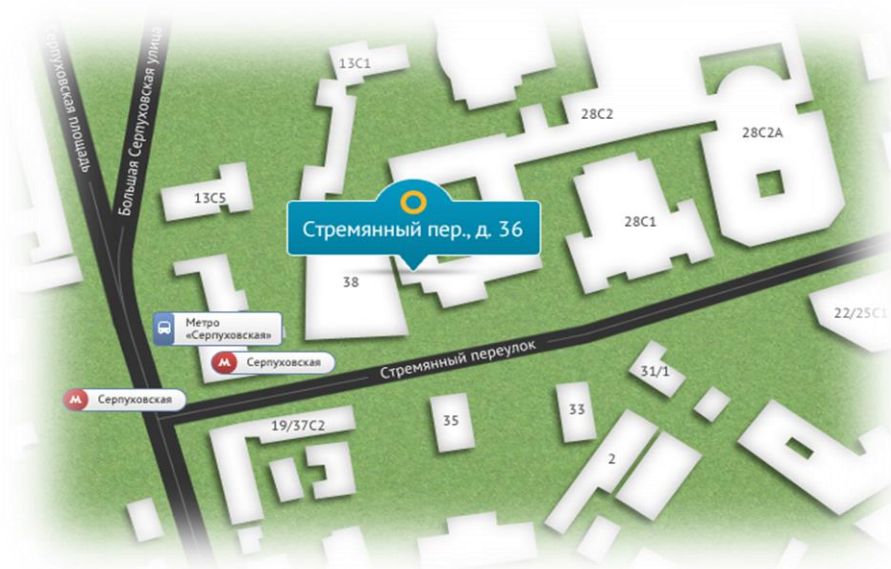 Серпуховская площадь
Большая Серпуховская улица
13С1
28С2
28С2А
13С5
Стремянный пер., д. 36
28С1
38
22/25С1
Метро
«Серпуховская»
Серпуховская
Стремянный переулок
31/1
Серпуховская
19/37С2
35
33
2